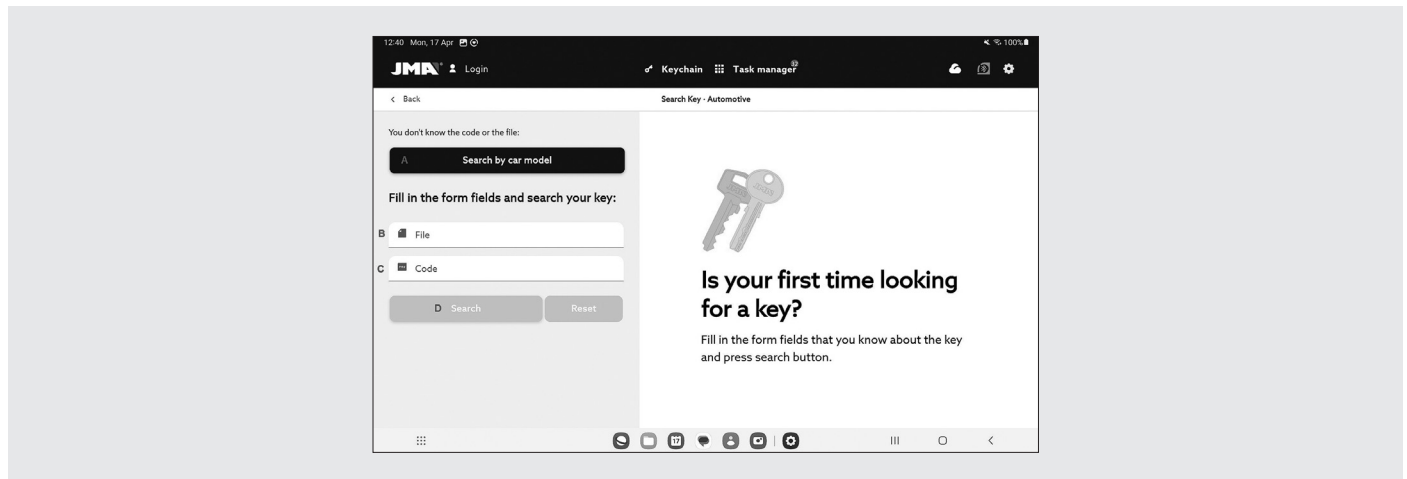 12:40 Mon, 17 Apr 100%
JMA Login Keychain Task manager 32
Back Search Key - Automotive
You don't know the code or the file:
A Search by car model
Fill in the form fields and search your key:
B File
C Code
D Search Reset
Is your first time looking
for a key?
Fill in the form fields that you know about the key
and press search button.
17